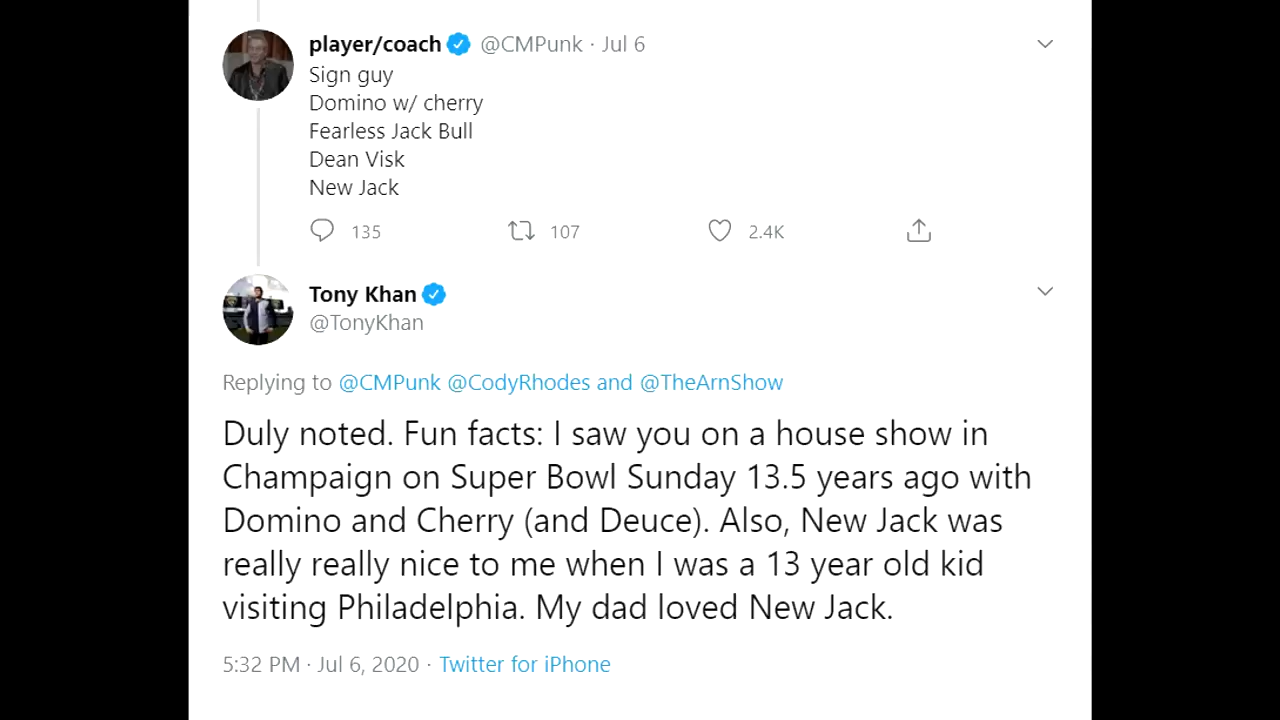 player/coach @CMPunk · Jul 6
Sign guy
Domino w/ cherry
Fearless Jack Bull
Dean Visk
New Jack
135 107 2.4K
Tony Khan
@TonyKhan
Replying to @CMPunk @CodyRhodes and @TheArnShow
Duly noted. Fun facts: I saw you on a house show in
Champaign on Super Bowl Sunday 13.5 years ago with
Domino and Cherry (and Deuce). Also, New Jack was
really really nice to me when I was a 13 year old kid
visiting Philadelphia. My dad loved New Jack.
5:32 PM · Jul 6, 2020 · Twitter for iPhone